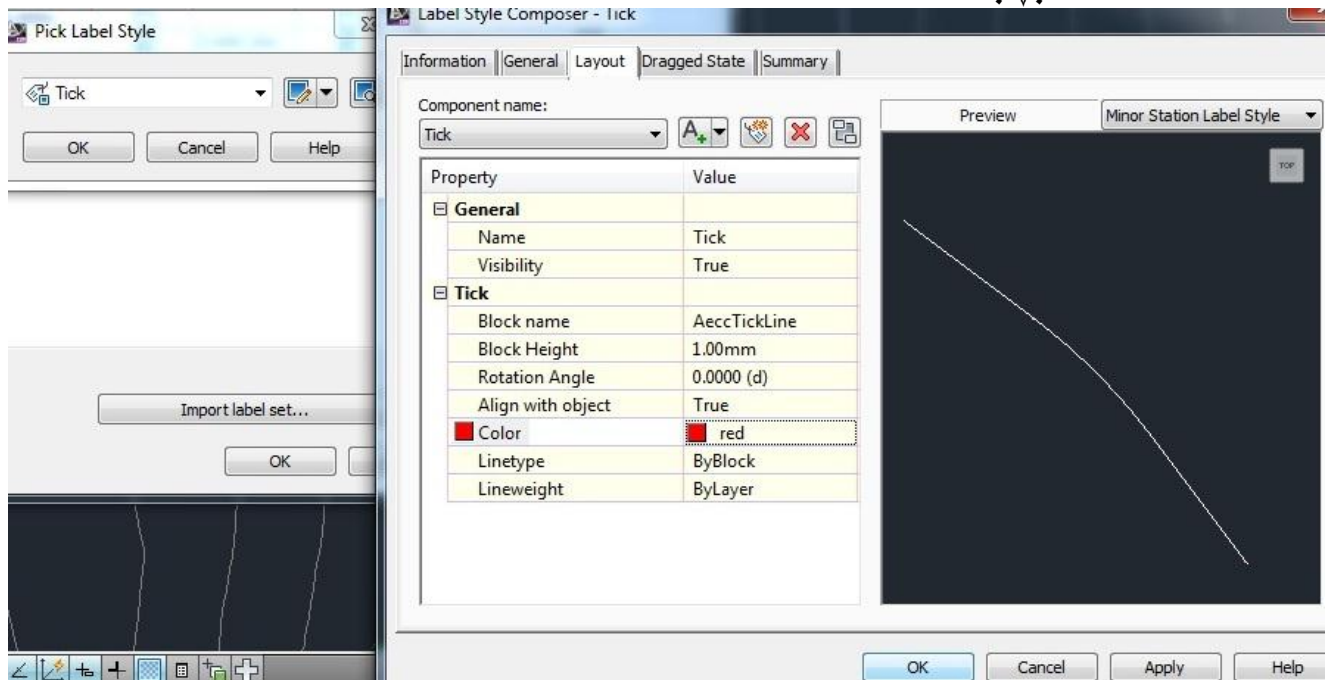 Pick Label Style
Tick
OK Cancel Help
Import label set...
OK
Label Style Composer - Tick
Information General Layout Dragged State Summary
Component name:
Tick
Preview Minor Station Label Style
TOP
Property Value
General
Name Tick
Visibility True
Tick
Block name AeccTickLine
Block Height 1.00mm
Rotation Angle 0.0000 (d)
Align with object True
Color red
Linetype ByBlock
Lineweight ByLayer
OK Cancel Apply Help